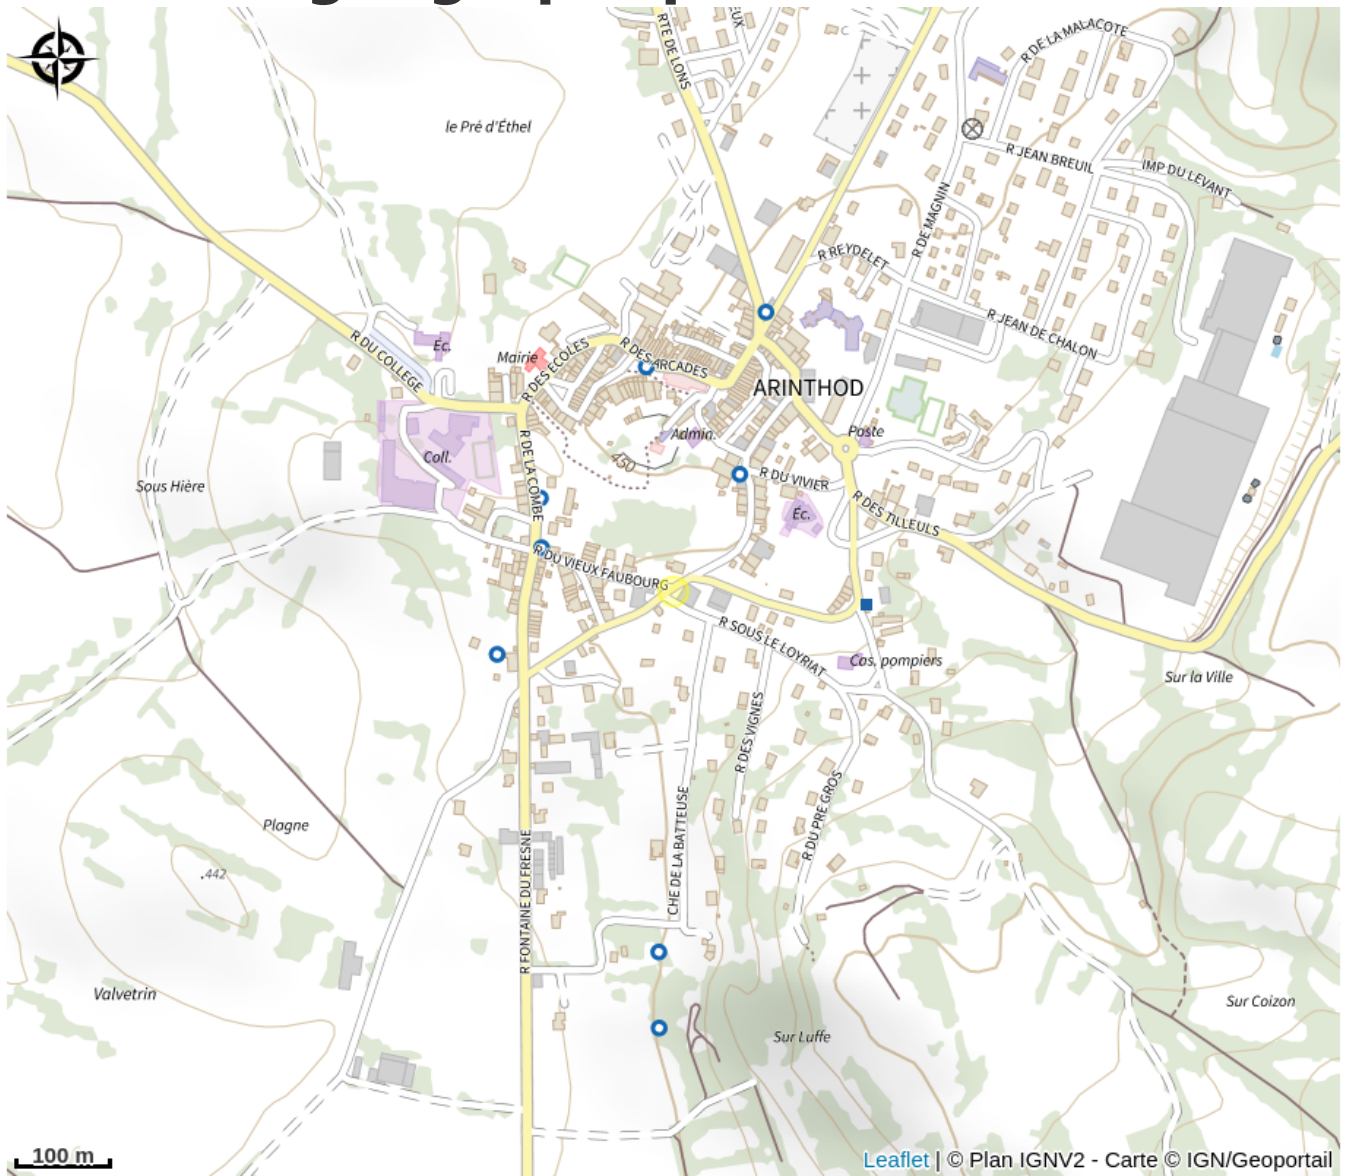 RTE DE LONS
EUX
R DE LA MALACOTE
le Pré d'Éthel
R JEAN BREUIL
IMP DU LEVANT
R DE MAGNIN
R REYDELET
R JEAN DE CHALON
R DU COLLEGE
Éc.
Mairie
R DES ECOLES
R DES ARCADES
ARINTHOD
Admin.
Poste
Coll.
450
R DE LA COMBE
Sous Hière
R DU VIVIER
Éc.
R DES TILLEULS
R DU VIEUX FAUBOURG
R SOUS LE LOYRIAT
Cas. pompiers
Sur la Ville
R DES VIGNES
R DU PRE GROS
CHE DE LA BATTEUSE
Plagne
.442
R FONTAINE DU FRESNE
Valvetrin
Sur Coizon
Sur Luffe
100 m
Leaflet | © Plan IGNV2 - Carte © IGN/Geoportail